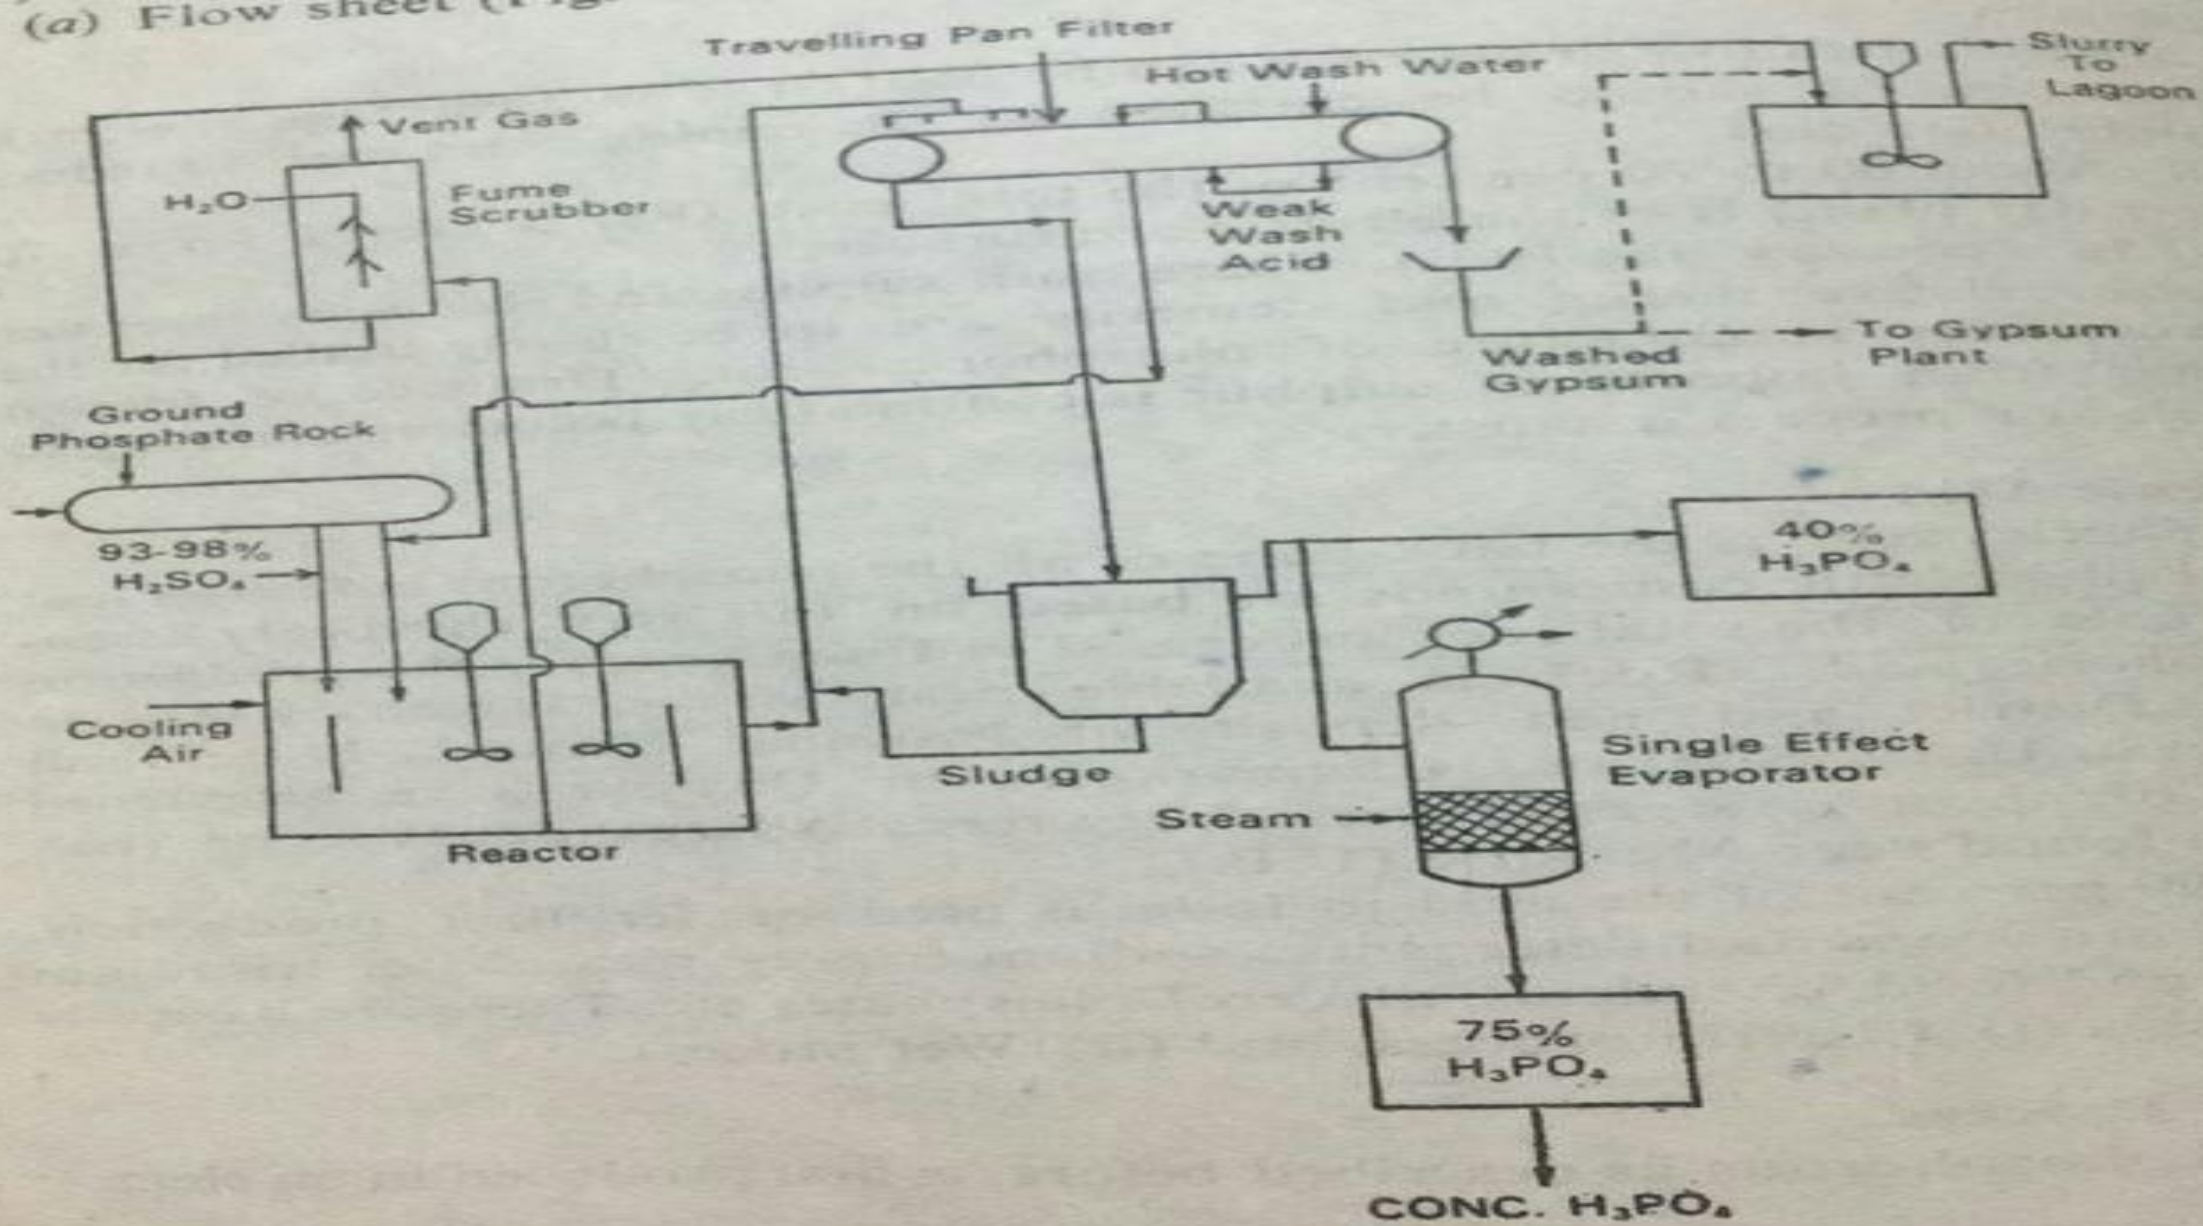 (a) Flow sheet
Travelling Pan Filter
Hot Wash Water
Slurry
To
Lagoon
Vent Gas
H₂O
Fume
Scrubber
Weak
Wash
Acid
To Gypsum
Plant
Washed
Gypsum
Ground
Phosphate Rock
93-98%
H₂SO₄
40%
H₃PO₄
Cooling
Air
Sludge
Single Effect
Evaporator
Steam
Reactor
75%
H₃PO₄
CONC. H₃PO₄